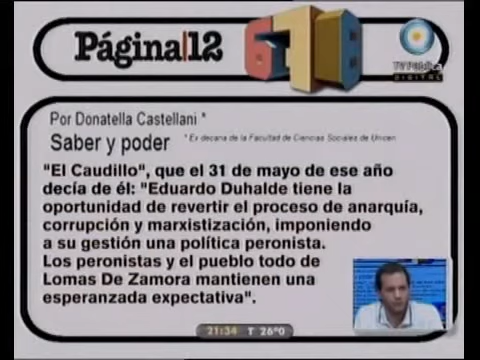 Página|12
678
TV Pública
DIGITAL
Por Donatella Castellani *
Saber y poder
* Ex decana de la Facultad de Ciencias Sociales de Unicen
"El Caudillo", que el 31 de mayo de ese año
decía de él: "Eduardo Duhalde tiene la
oportunidad de revertir el proceso de anarquía,
corrupción y marxistización, imponiendo
a su gestión una política peronista.
Los peronistas y el pueblo todo de
Lomas De Zamora mantienen una
esperanzada expectativa".
21:34 T 26º0